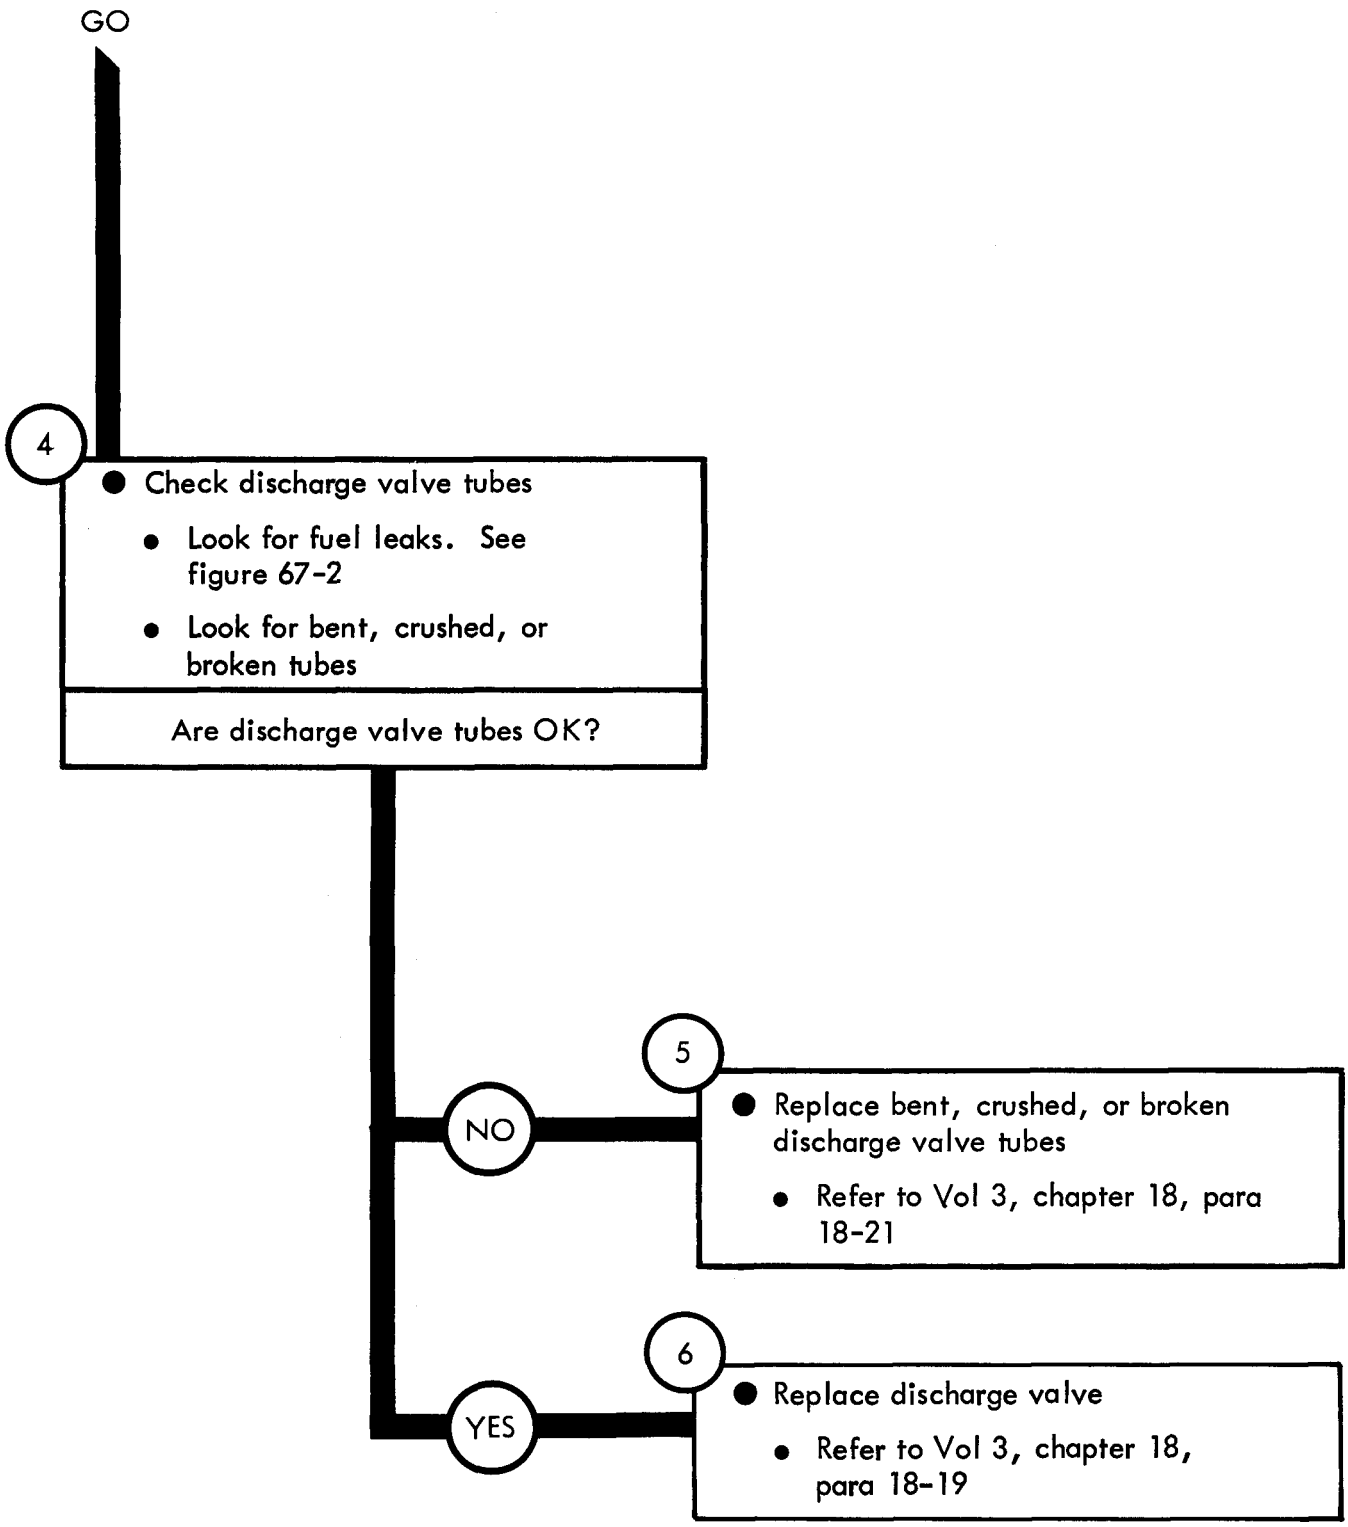 GO
4
● Check discharge valve tubes
● Look for fuel leaks. See
figure 67-2
● Look for bent, crushed, or
broken tubes
Are discharge valve tubes OK?
NO
5
● Replace bent, crushed, or broken
discharge valve tubes
● Refer to Vol 3, chapter 18, para
18-21
YES
6
● Replace discharge valve
● Refer to Vol 3, chapter 18,
para 18-19